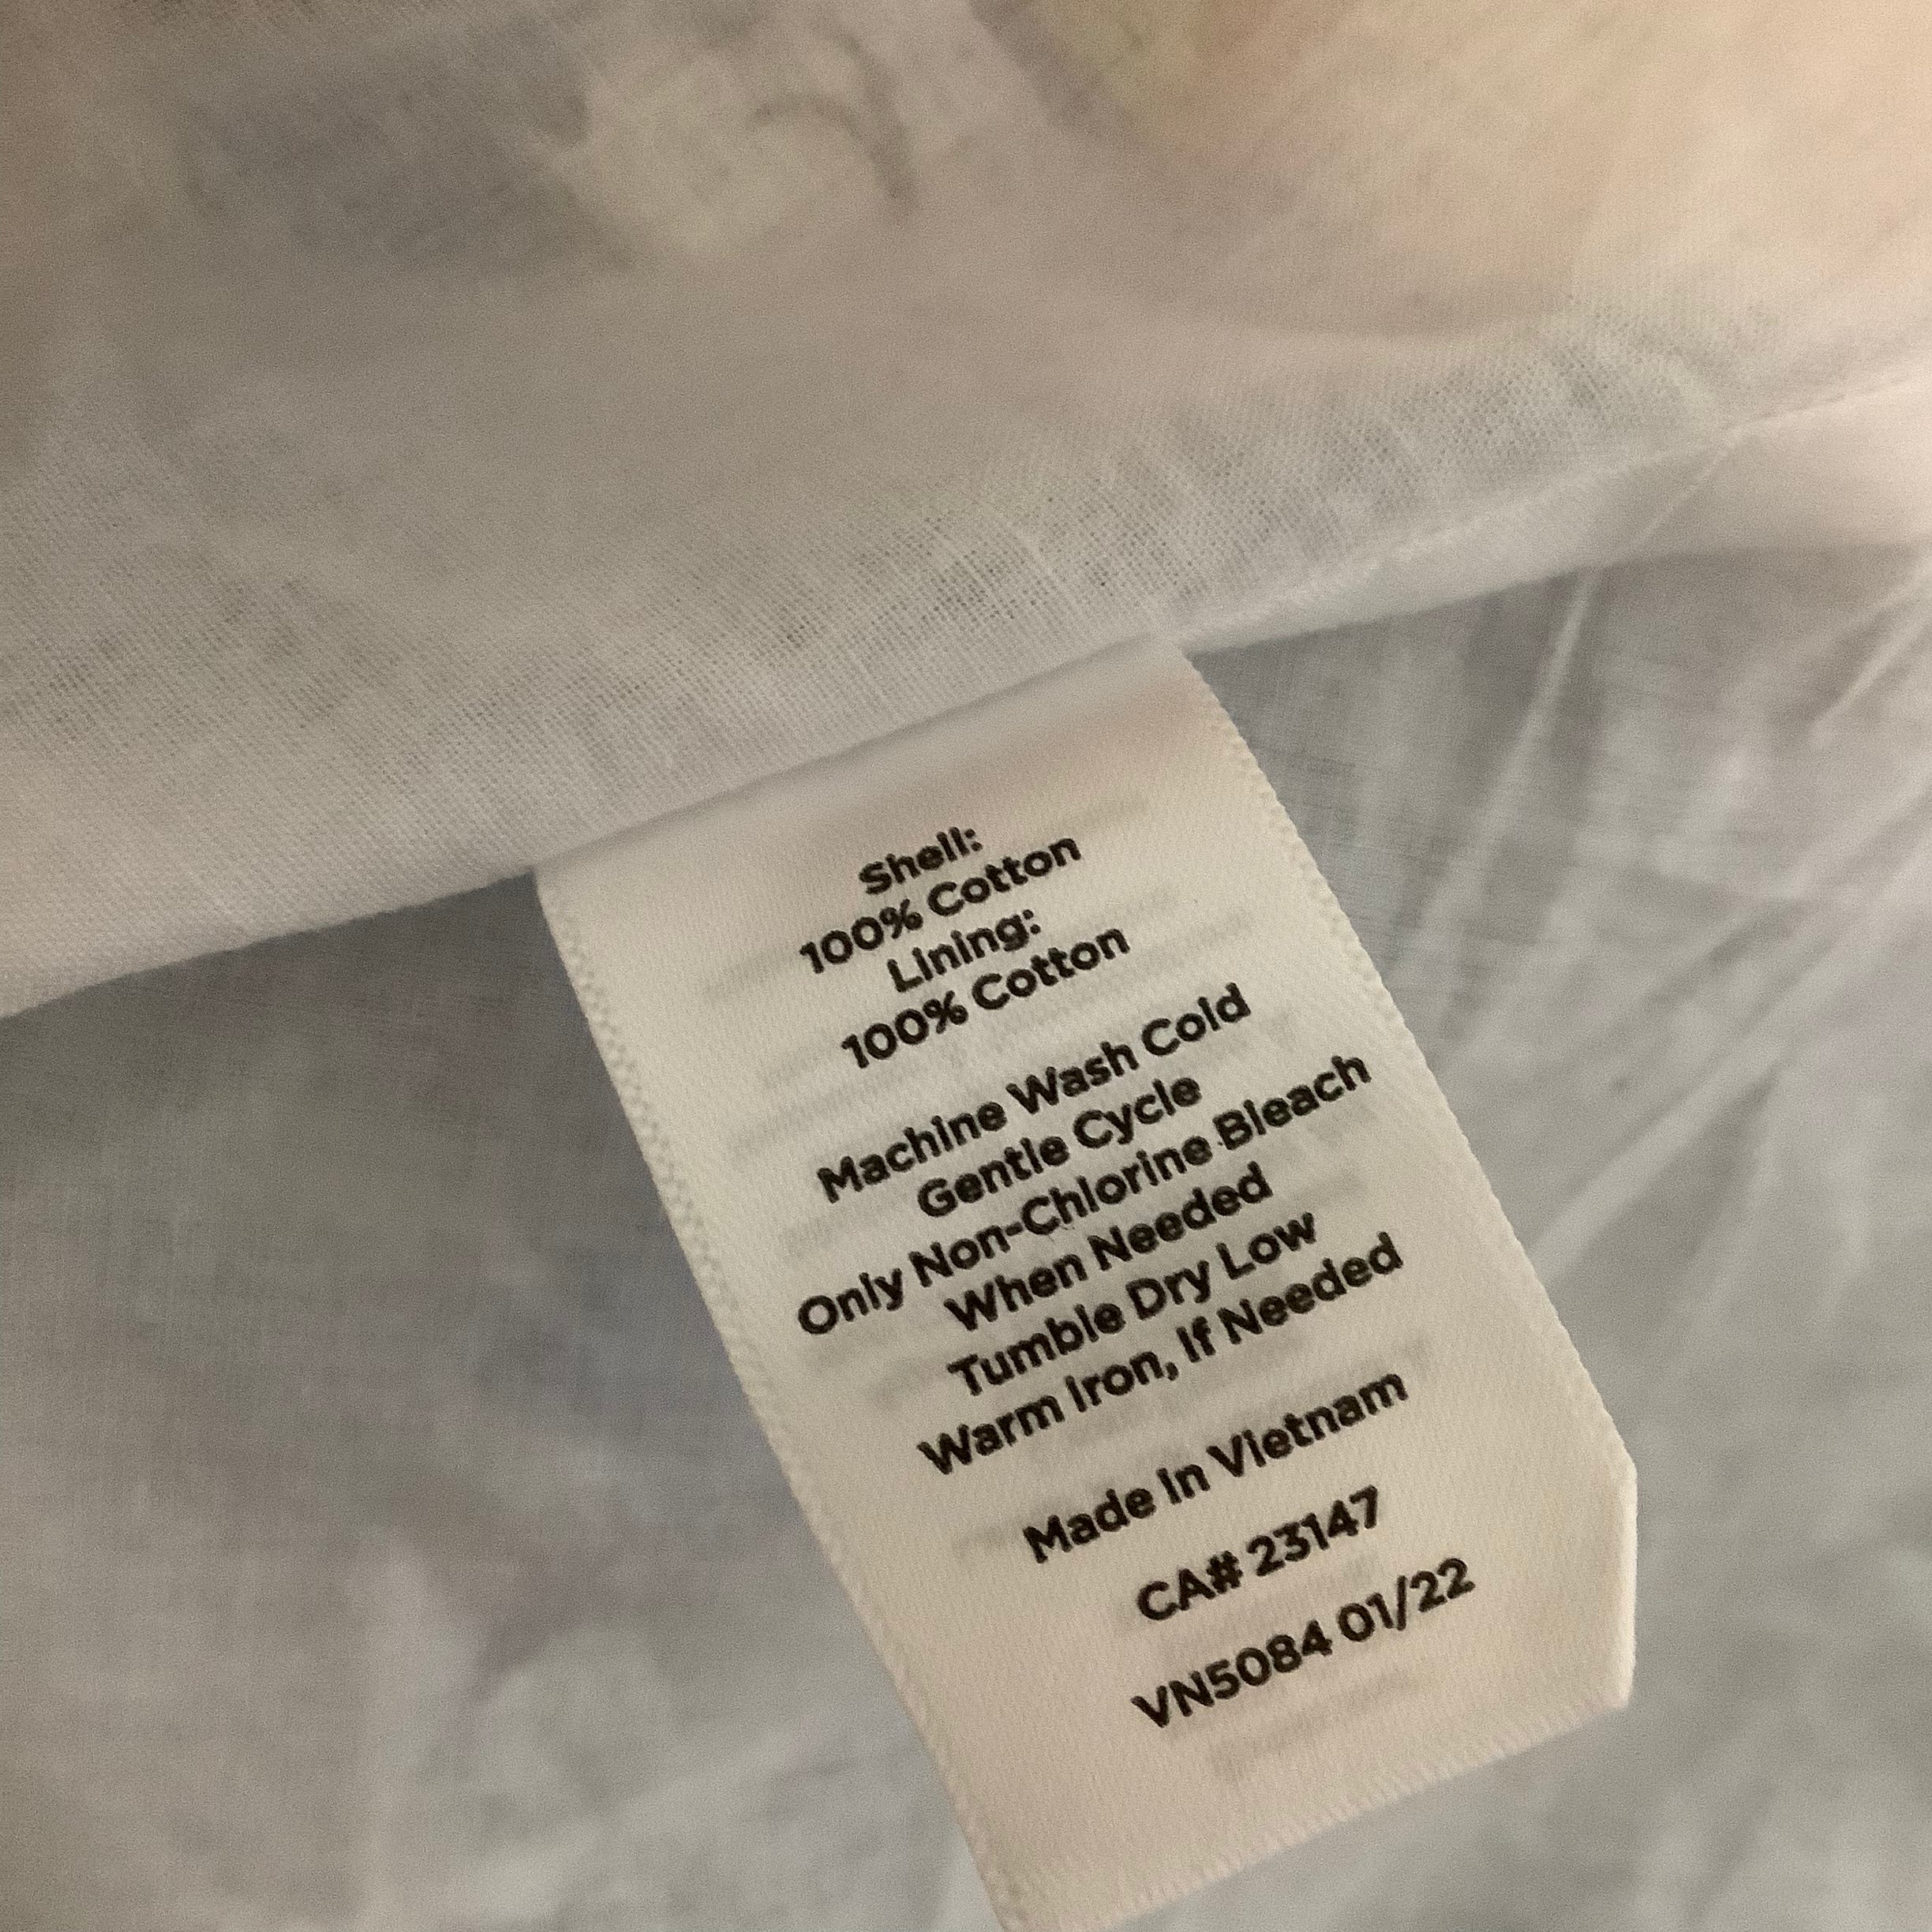 Shell:
100% Cotton
Lining:
100% Cotton
Machine Wash Cold
Gentle Cycle
Only Non-Chlorine Bleach
When Needed
Tumble Dry Low
Warm Iron, If Needed
Made In Vietnam
CA# 23147
VN5084 01/22